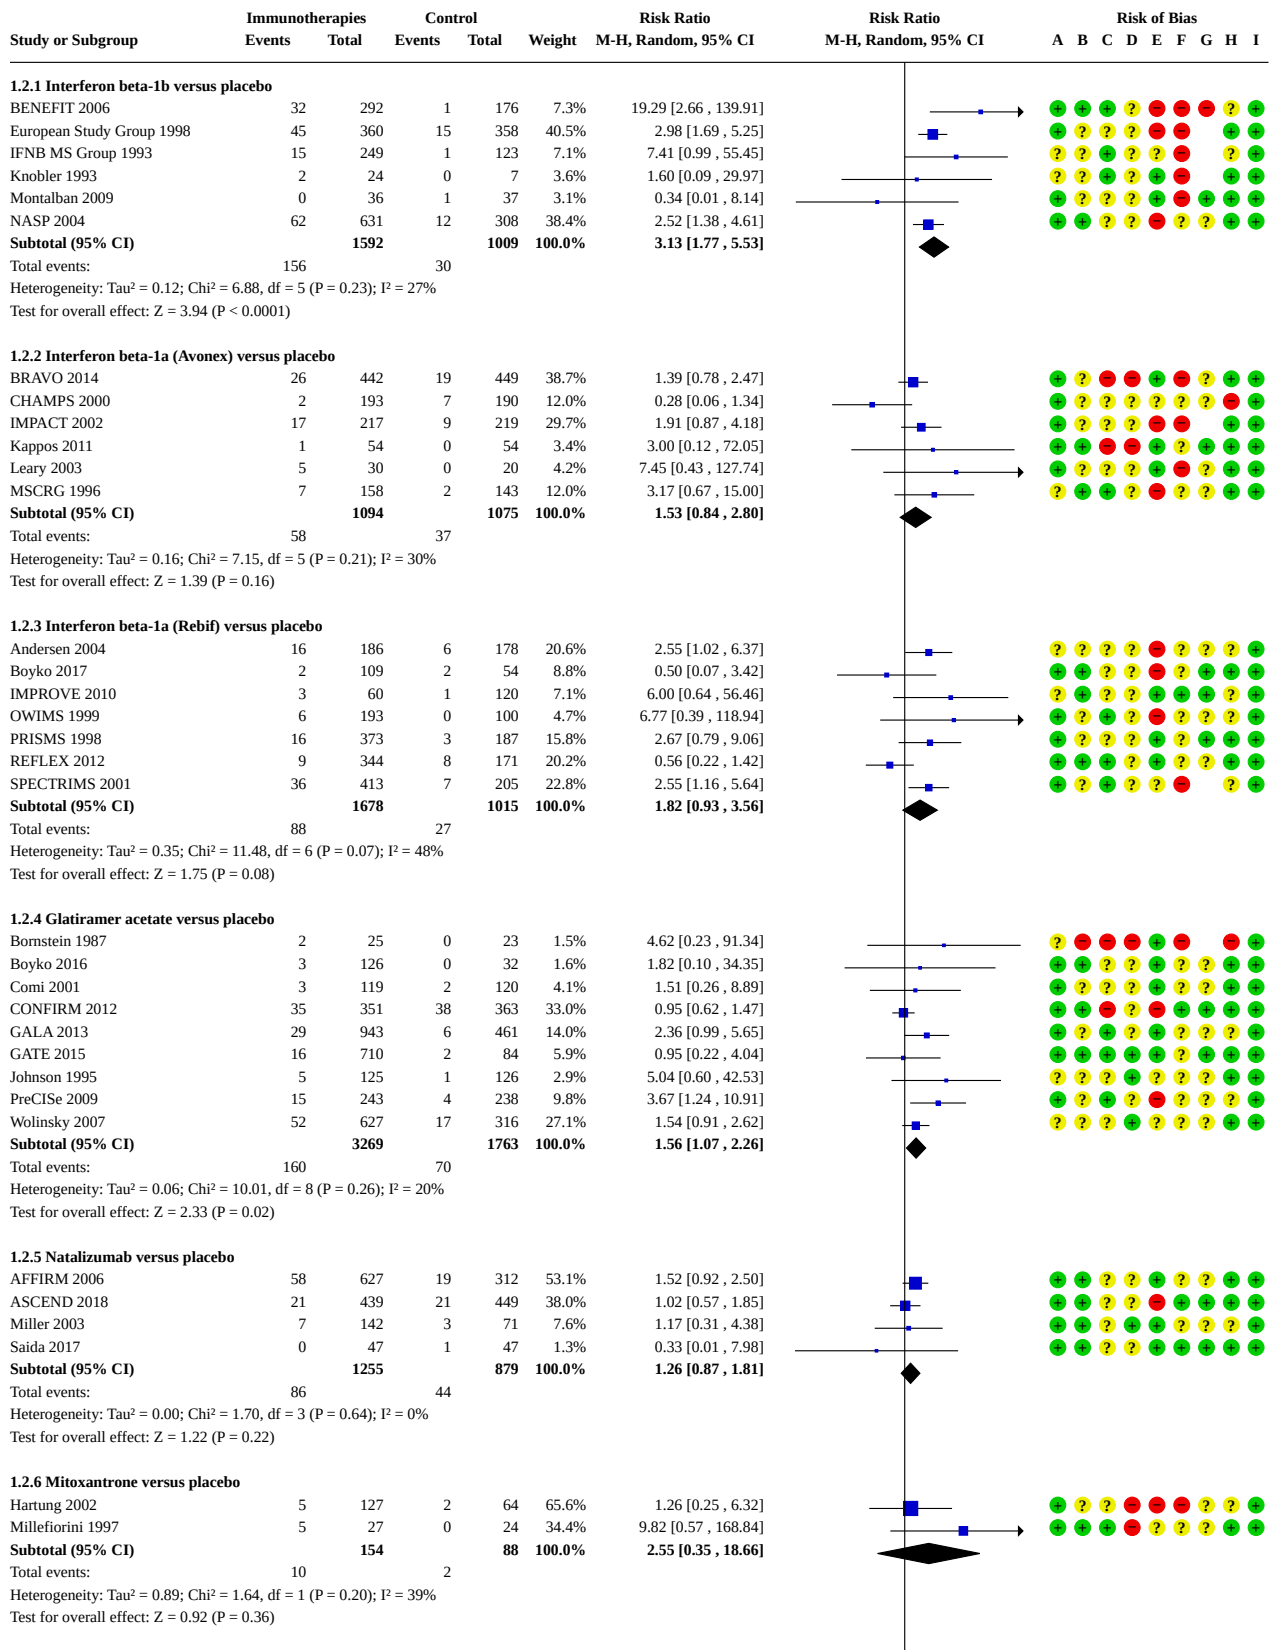 Immunotherapies Control Risk Ratio Risk Ratio Risk of Bias
Study or Subgroup Events Total Events Total Weight M-H, Random, 95% CI M-H, Random, 95% CI A B C D E F G H I
1.2.1 Interferon beta-1b versus placebo
BENEFIT 2006 32 292 1 176 7.3% 19.29 [2.66 , 139.91] + + + ? − − − ? +
European Study Group 1998 45 360 15 358 40.5% 2.98 [1.69 , 5.25] + ? ? ? − − + +
IFNB MS Group 1993 15 249 1 123 7.1% 7.41 [0.99 , 55.45] ? ? + ? ? − ? +
Knobler 1993 2 24 0 7 3.6% 1.60 [0.09 , 29.97] ? ? + ? + − + +
Montalban 2009 0 36 1 37 3.1% 0.34 [0.01 , 8.14] + ? ? ? + − + + +
NASP 2004 62 631 12 308 38.4% 2.52 [1.38 , 4.61] + + ? ? − ? ? + +
Subtotal (95% CI) 1592 1009 100.0% 3.13 [1.77 , 5.53]
Total events: 156 30
Heterogeneity: Tau² = 0.12; Chi² = 6.88, df = 5 (P = 0.23); I² = 27%
Test for overall effect: Z = 3.94 (P < 0.0001)
1.2.2 Interferon beta-1a (Avonex) versus placebo
BRAVO 2014 26 442 19 449 38.7% 1.39 [0.78 , 2.47] + ? − − + − ? + +
CHAMPS 2000 2 193 7 190 12.0% 0.28 [0.06 , 1.34] + ? ? ? ? ? ? − +
IMPACT 2002 17 217 9 219 29.7% 1.91 [0.87 , 4.18] + ? ? ? − − + +
Kappos 2011 1 54 0 54 3.4% 3.00 [0.12 , 72.05] + + − − + ? + + +
Leary 2003 5 30 0 20 4.2% 7.45 [0.43 , 127.74] + ? ? ? + − ? + +
MSCRG 1996 7 158 2 143 12.0% 3.17 [0.67 , 15.00] ? + + ? − ? ? + +
Subtotal (95% CI) 1094 1075 100.0% 1.53 [0.84 , 2.80]
Total events: 58 37
Heterogeneity: Tau² = 0.16; Chi² = 7.15, df = 5 (P = 0.21); I² = 30%
Test for overall effect: Z = 1.39 (P = 0.16)
1.2.3 Interferon beta-1a (Rebif) versus placebo
Andersen 2004 16 186 6 178 20.6% 2.55 [1.02 , 6.37] ? ? ? ? − ? ? ? +
Boyko 2017 2 109 2 54 8.8% 0.50 [0.07 , 3.42] + + ? ? − ? + + +
IMPROVE 2010 3 60 1 120 7.1% 6.00 [0.64 , 56.46] ? + ? ? + + + ? +
OWIMS 1999 6 193 0 100 4.7% 6.77 [0.39 , 118.94] + ? + ? − ? ? ? +
PRISMS 1998 16 373 3 187 15.8% 2.67 [0.79 , 9.06] + ? ? ? + ? + + +
REFLEX 2012 9 344 8 171 20.2% 0.56 [0.22 , 1.42] + + + ? + ? ? + +
SPECTRIMS 2001 36 413 7 205 22.8% 2.55 [1.16 , 5.64] + ? + ? ? − ? +
Subtotal (95% CI) 1678 1015 100.0% 1.82 [0.93 , 3.56]
Total events: 88 27
Heterogeneity: Tau² = 0.35; Chi² = 11.48, df = 6 (P = 0.07); I² = 48%
Test for overall effect: Z = 1.75 (P = 0.08)
1.2.4 Glatiramer acetate versus placebo
Bornstein 1987 2 25 0 23 1.5% 4.62 [0.23 , 91.34] ? − − − + − − +
Boyko 2016 3 126 0 32 1.6% 1.82 [0.10 , 34.35] + + ? ? + ? ? + +
Comi 2001 3 119 2 120 4.1% 1.51 [0.26 , 8.89] + ? ? ? + ? ? + +
CONFIRM 2012 35 351 38 363 33.0% 0.95 [0.62 , 1.47] + + − ? − + + + +
GALA 2013 29 943 6 461 14.0% 2.36 [0.99 , 5.65] + ? + ? + ? ? ? +
GATE 2015 16 710 2 84 5.9% 0.95 [0.22 , 4.04] + + + + + ? + + +
Johnson 1995 5 125 1 126 2.9% 5.04 [0.60 , 42.53] ? ? ? + ? ? ? + +
PreCISe 2009 15 243 4 238 9.8% 3.67 [1.24 , 10.91] + ? + ? − ? ? + +
Wolinsky 2007 52 627 17 316 27.1% 1.54 [0.91 , 2.62] ? ? ? + ? ? ? + +
Subtotal (95% CI) 3269 1763 100.0% 1.56 [1.07 , 2.26]
Total events: 160 70
Heterogeneity: Tau² = 0.06; Chi² = 10.01, df = 8 (P = 0.26); I² = 20%
Test for overall effect: Z = 2.33 (P = 0.02)
1.2.5 Natalizumab versus placebo
AFFIRM 2006 58 627 19 312 53.1% 1.52 [0.92 , 2.50] + + ? ? + ? ? + +
ASCEND 2018 21 439 21 449 38.0% 1.02 [0.57 , 1.85] + + ? ? − + + + +
Miller 2003 7 142 3 71 7.6% 1.17 [0.31 , 4.38] + + ? + + ? ? ? +
Saida 2017 0 47 1 47 1.3% 0.33 [0.01 , 7.98] + + ? ? + + + + +
Subtotal (95% CI) 1255 879 100.0% 1.26 [0.87 , 1.81]
Total events: 86 44
Heterogeneity: Tau² = 0.00; Chi² = 1.70, df = 3 (P = 0.64); I² = 0%
Test for overall effect: Z = 1.22 (P = 0.22)
1.2.6 Mitoxantrone versus placebo
Hartung 2002 5 127 2 64 65.6% 1.26 [0.25 , 6.32] + ? ? − − − ? ? +
Millefiorini 1997 5 27 0 24 34.4% 9.82 [0.57 , 168.84] + + + − ? ? ? + +
Subtotal (95% CI) 154 88 100.0% 2.55 [0.35 , 18.66]
Total events: 10 2
Heterogeneity: Tau² = 0.89; Chi² = 1.64, df = 1 (P = 0.20); I² = 39%
Test for overall effect: Z = 0.92 (P = 0.36)